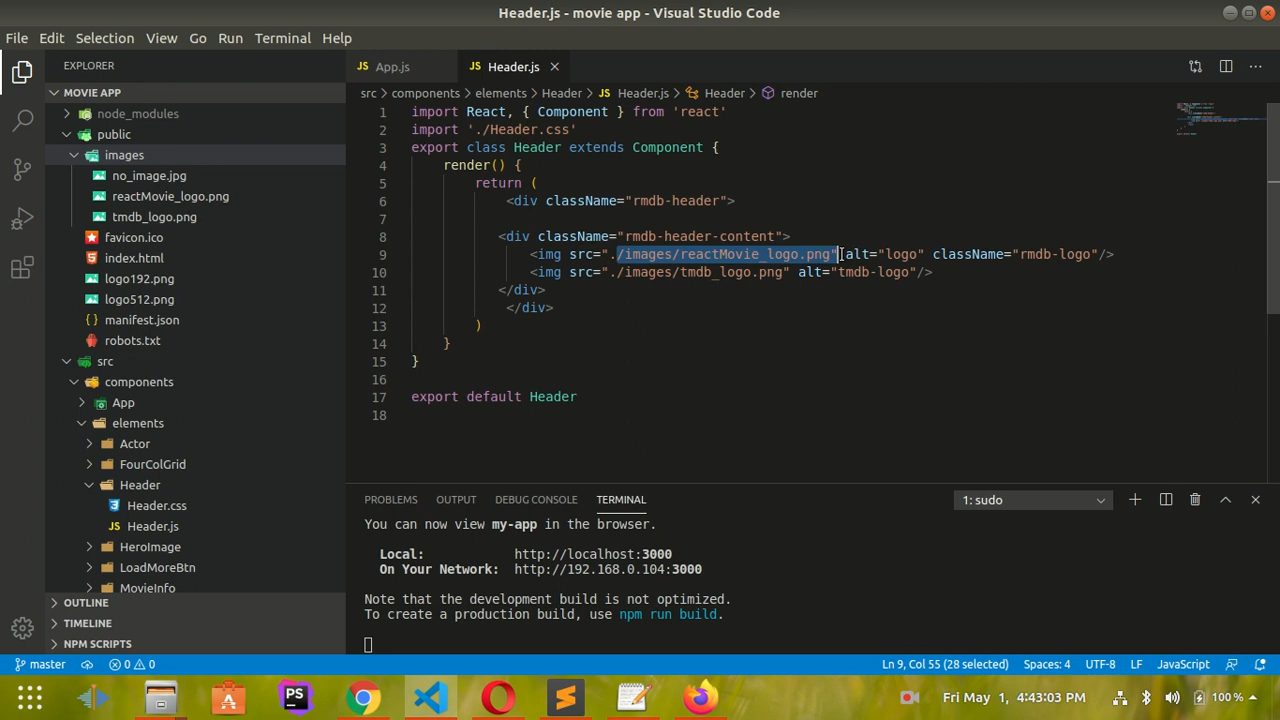 Header.js - movie app - Visual Studio Code
File Edit Selection View Go Run Terminal Help
EXPLORER
MOVIE APP
node_modules
public
images
no_image.jpg
reactMovie_logo.png
tmdb_logo.png
favicon.ico
index.html
logo192.png
logo512.png
manifest.json
robots.txt
src
components
App
elements
Actor
FourColGrid
Header
Header.css
JS Header.js
HeroImage
LoadMoreBtn
MovieInfo
OUTLINE
TIMELINE
NPM SCRIPTS
JS App.js JS Header.js
src > components > elements > Header > JS Header.js > Header > render
1 import React, { Component } from 'react'
2 import './Header.css'
3 export class Header extends Component {
4 render() {
5 return (
6 <div className="rmdb-header">
7
8 <div className="rmdb-header-content">
9 <img src="./images/reactMovie_logo.png" alt="logo" className="rmdb-logo"/>
10 <img src="./images/tmdb_logo.png" alt="tmdb-logo"/>
11 </div>
12 </div>
13 )
14 }
15 }
16
17 export default Header
18
PROBLEMS OUTPUT DEBUG CONSOLE TERMINAL 1: sudo
You can now view my-app in the browser.
Local: http://localhost:3000
On Your Network: http://192.168.0.104:3000
Note that the development build is not optimized.
To create a production build, use npm run build.
master 0 0 Ln 9, Col 55 (28 selected) Spaces: 4 UTF-8 LF JavaScript
PS Fri May 1, 4:43:03 PM 100 %